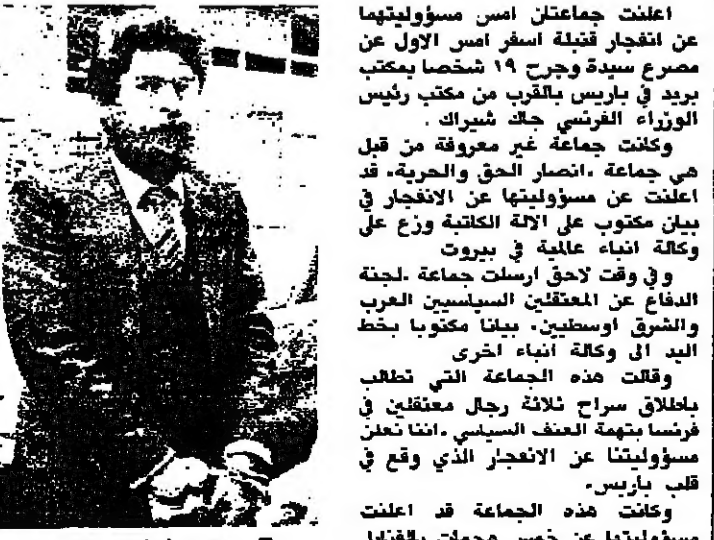 اعلنت جماعتان امس مسؤوليتهما
عن انفجار قنبلة اسفر امس الاول عن
مصرع سيدة وجرح ١٩ شخصا بمكتب
بريد في باريس بالقرب من مكتب رئيس
الوزراء الفرنسي جاك شيراك .
وكانت جماعة غير معروفة من قبل
هي جماعة «انصار الحق والحرية» قد
اعلنت عن مسؤوليتها عن الانفجار في
بيان مكتوب على الالة الكاتبة وزع على
وكالة انباء عالمية في بيروت
وفي وقت لاحق ارسلت جماعة «لجنة
الدفاع عن المعتقلين السياسيين العرب
والشرق اوسطيين» بيانا مكتوبا بخط
اليد الى وكالة انباء اخرى
وقالت هذه الجماعة التي تطالب
باطلاق سراح ثلاثة رجال معتقلين في
فرنسا بتهمة العنف السياسي «اننا نعلن
مسؤوليتنا عن الانفجار الذي وقع في
قلب باريس»
وكانت هذه الجماعة قد اعلنت
مسؤوليتها عن خمس هجمات بالقنابل